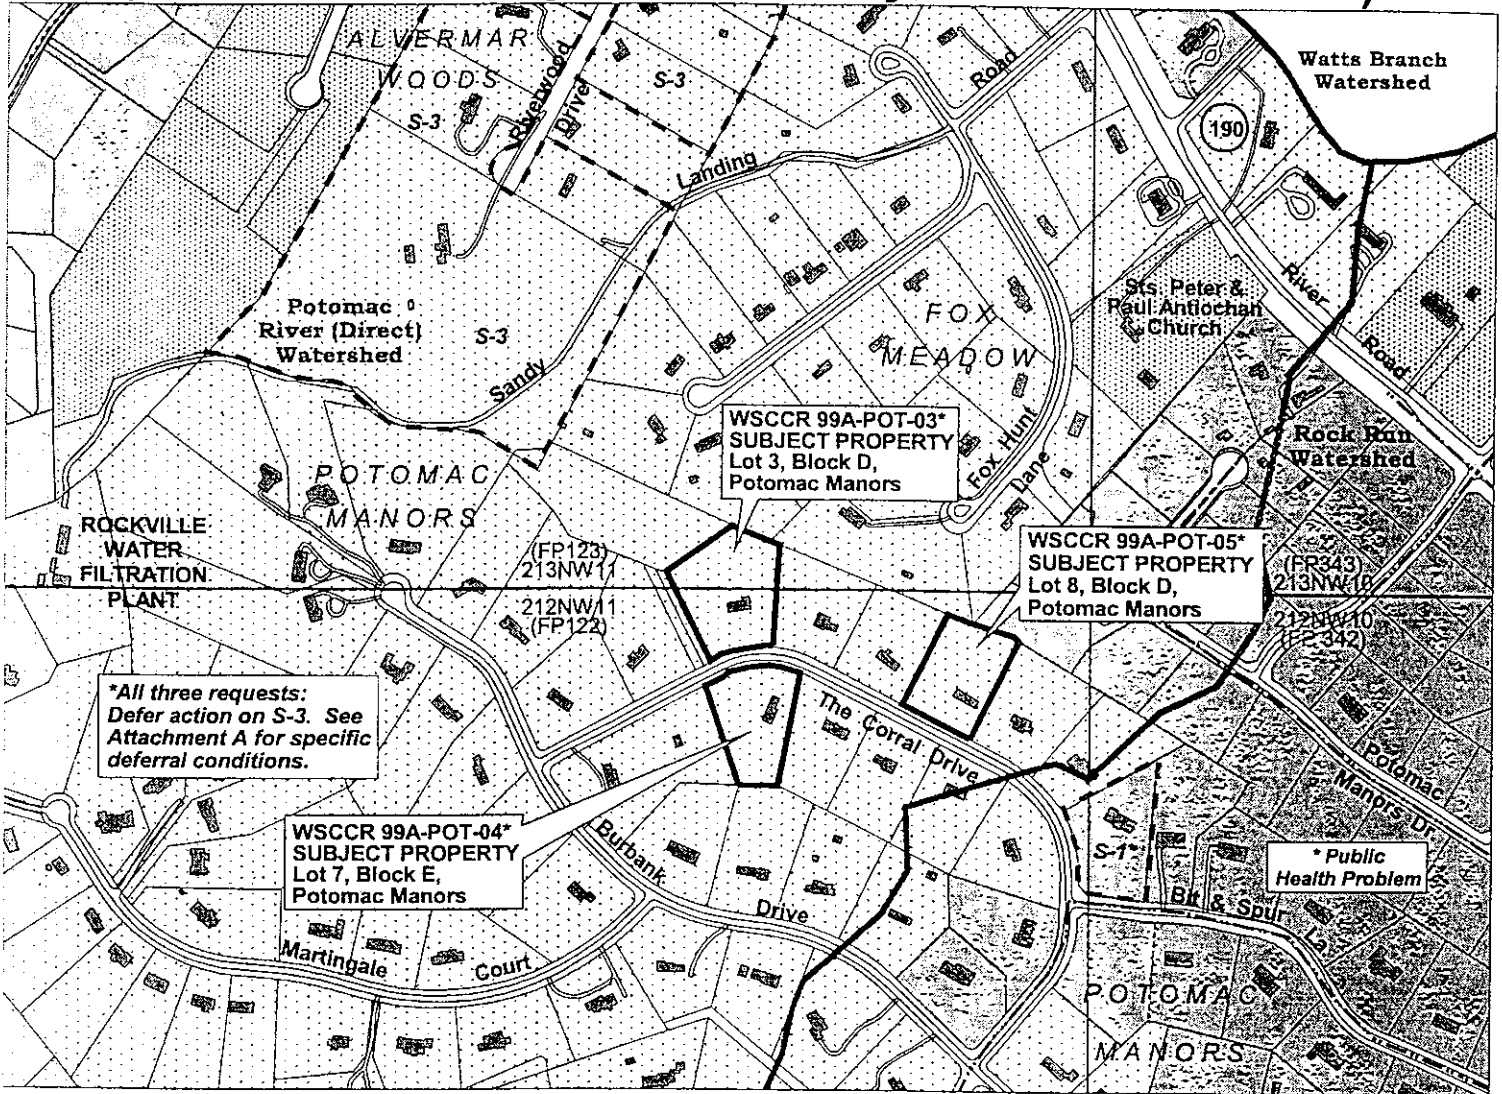 ALVERMAR
WOODS
S-3
Riverwood
Drive
S-3
Road
190
Watts Branch
Watershed
Landing
Potomac
River (Direct)
Watershed
S-3
Sandy
FOX
MEADOW
Sts. Peter &
Paul Antiochan
Church
River
Road
WSCCR 99A-POT-03*
SUBJECT PROPERTY
Lot 3, Block D,
Potomac Manors
Fox Hunt
Lane
Rock Run
Watershed
POTOMAC
MANORS
ROCKVILLE
WATER
FILTRATION
PLANT
(FP123)
213NW11
212NW11
(FP122)
WSCCR 99A-POT-05*
SUBJECT PROPERTY
Lot 8, Block D,
Potomac Manors
(FP343)
213NW10
212NW10
(FP342)
*All three requests:
Defer action on S-3. See
Attachment A for specific
deferral conditions.
The Corral Drive
Potomac
Manors Dr.
WSCCR 99A-POT-04*
SUBJECT PROPERTY
Lot 7, Block E,
Potomac Manors
Burbank
Drive
S-1*
* Public
Health Problem
Bit & Spur
La.
Martingale
Court
POTOMAC
MANORS